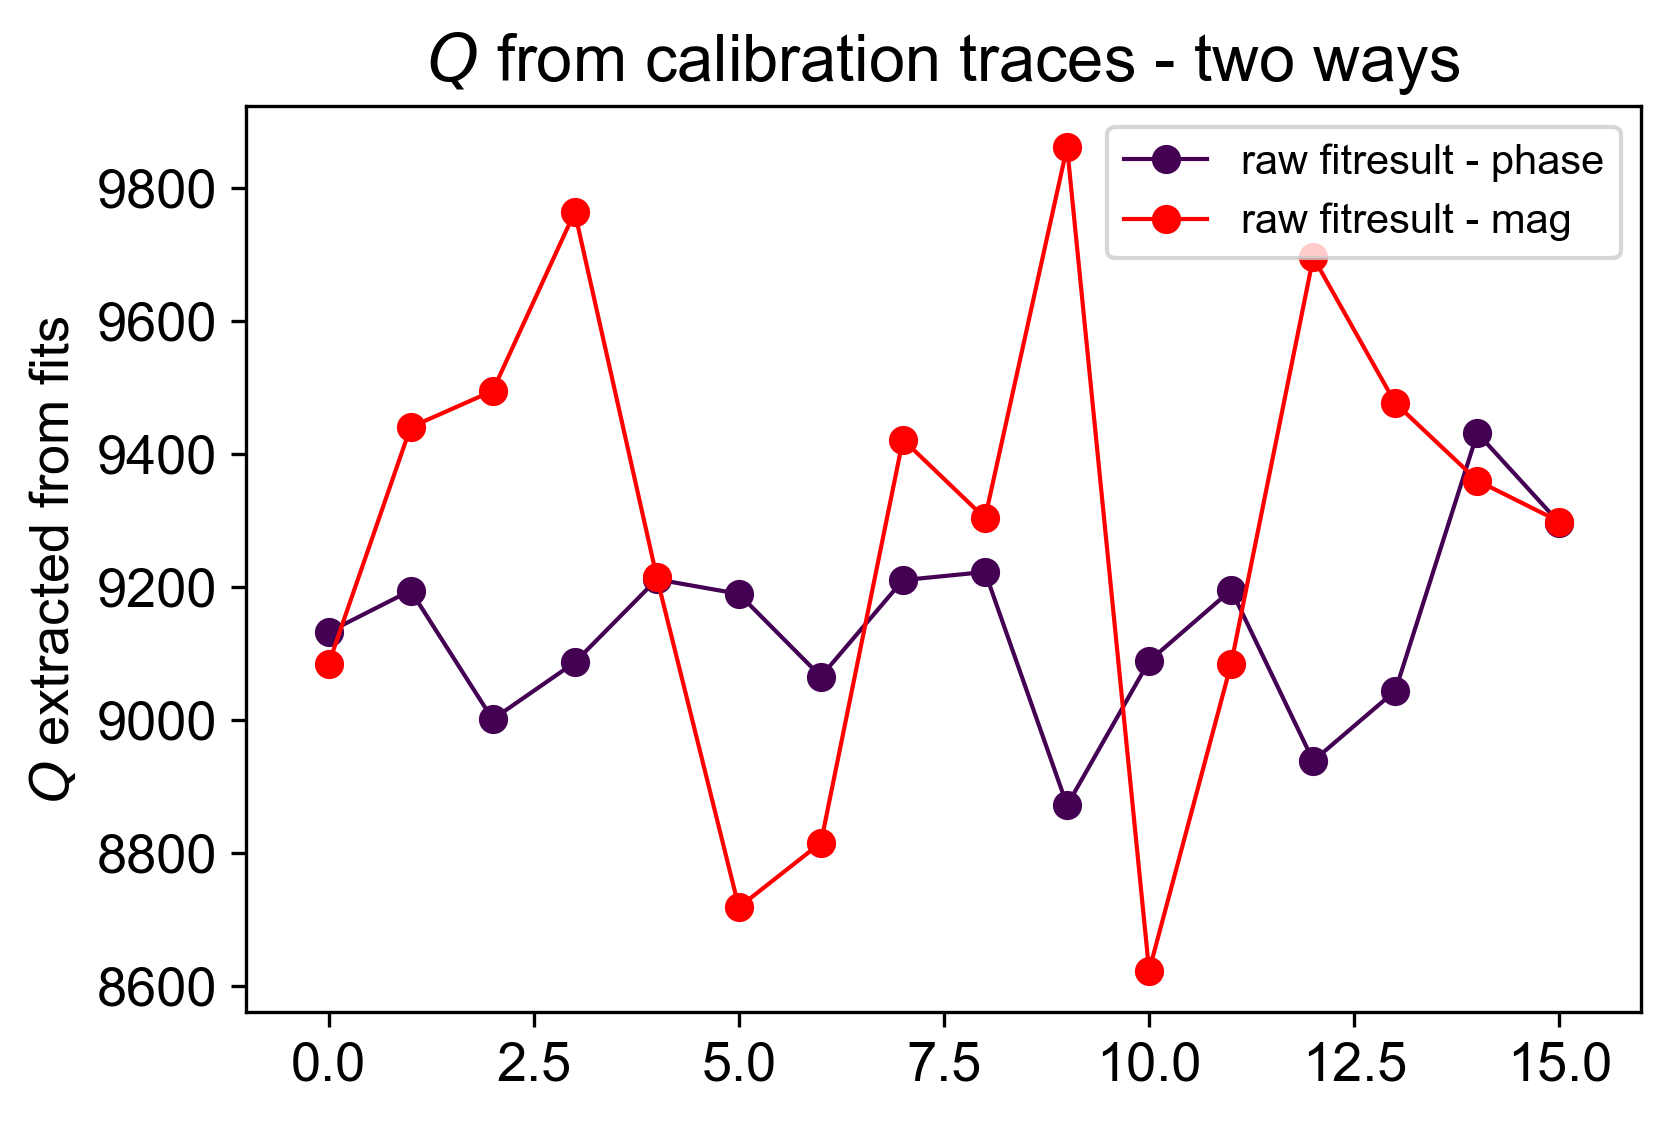 Q from calibration traces - two ways
raw fitresult - phase
raw fitresult - mag
Q extracted from fits
9800
9600
9400
9200
9000
8800
8600
0.0 2.5 5.0 7.5 10.0 12.5 15.0